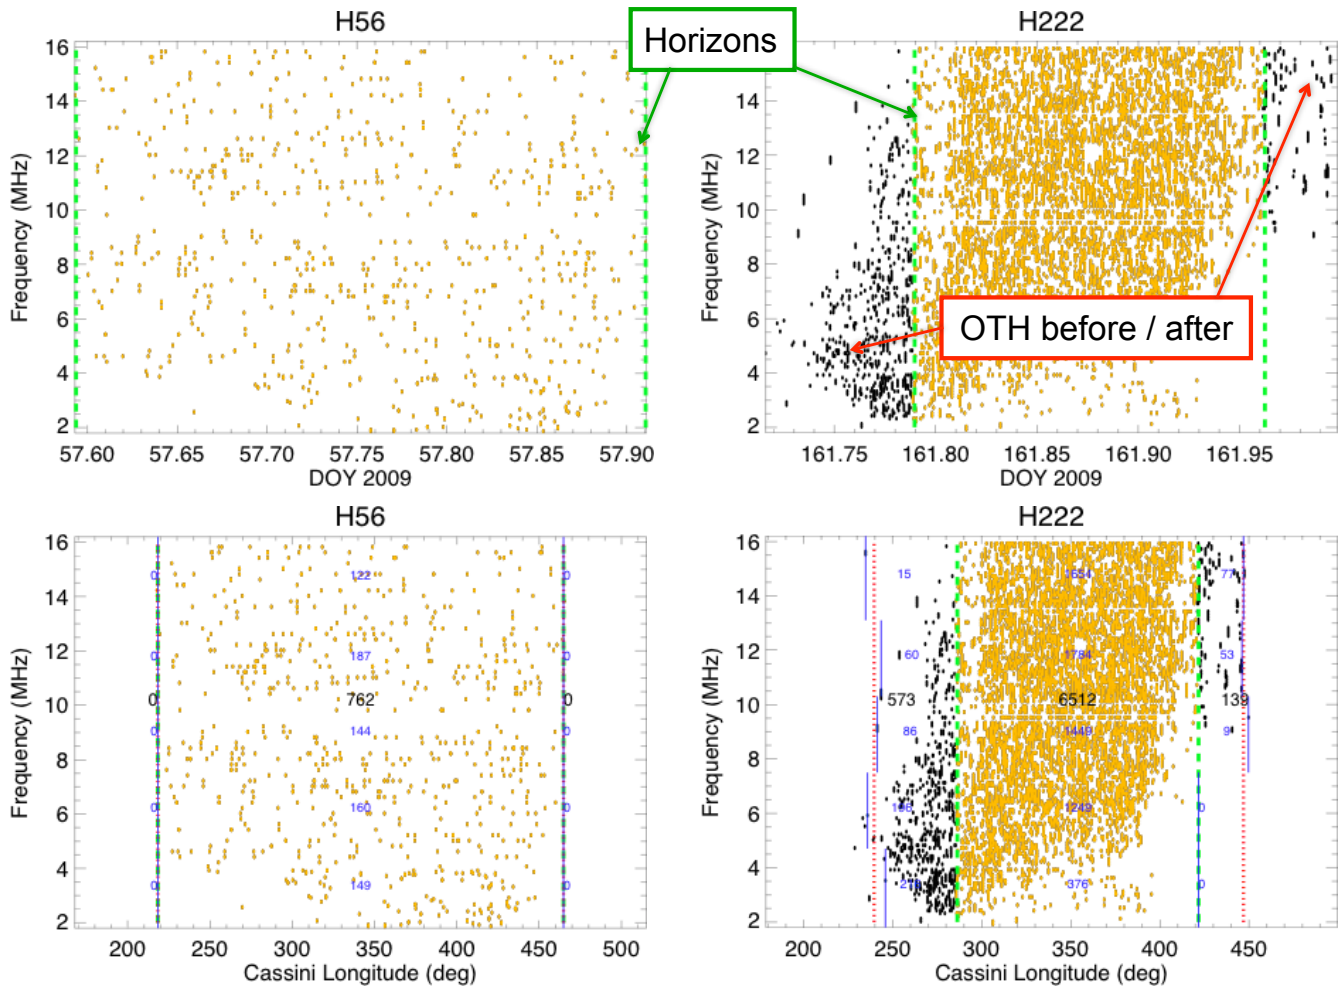 H56
Horizons
H222
16
14
12
10
8
6
4
2
Frequency (MHz)
57.60 57.65 57.70 57.75 57.80 57.85 57.90
DOY 2009
16
14
12
10
8
6
4
2
Frequency (MHz)
OTH before / after
161.75 161.80 161.85 161.90 161.95
DOY 2009
H56
16
14
12
10
8
6
4
2
Frequency (MHz)
0 122 0
0 187 0
0 762 0
0 144 0
0 160 0
0 149 0
200 250 300 350 400 450 500
Cassini Longitude (deg)
H222
16
14
12
10
8
6
4
2
Frequency (MHz)
15 1654 77
60 1784 53
573 6512 139
86 1449 9
1249 0
376 0
200 250 300 350 400 450
Cassini Longitude (deg)